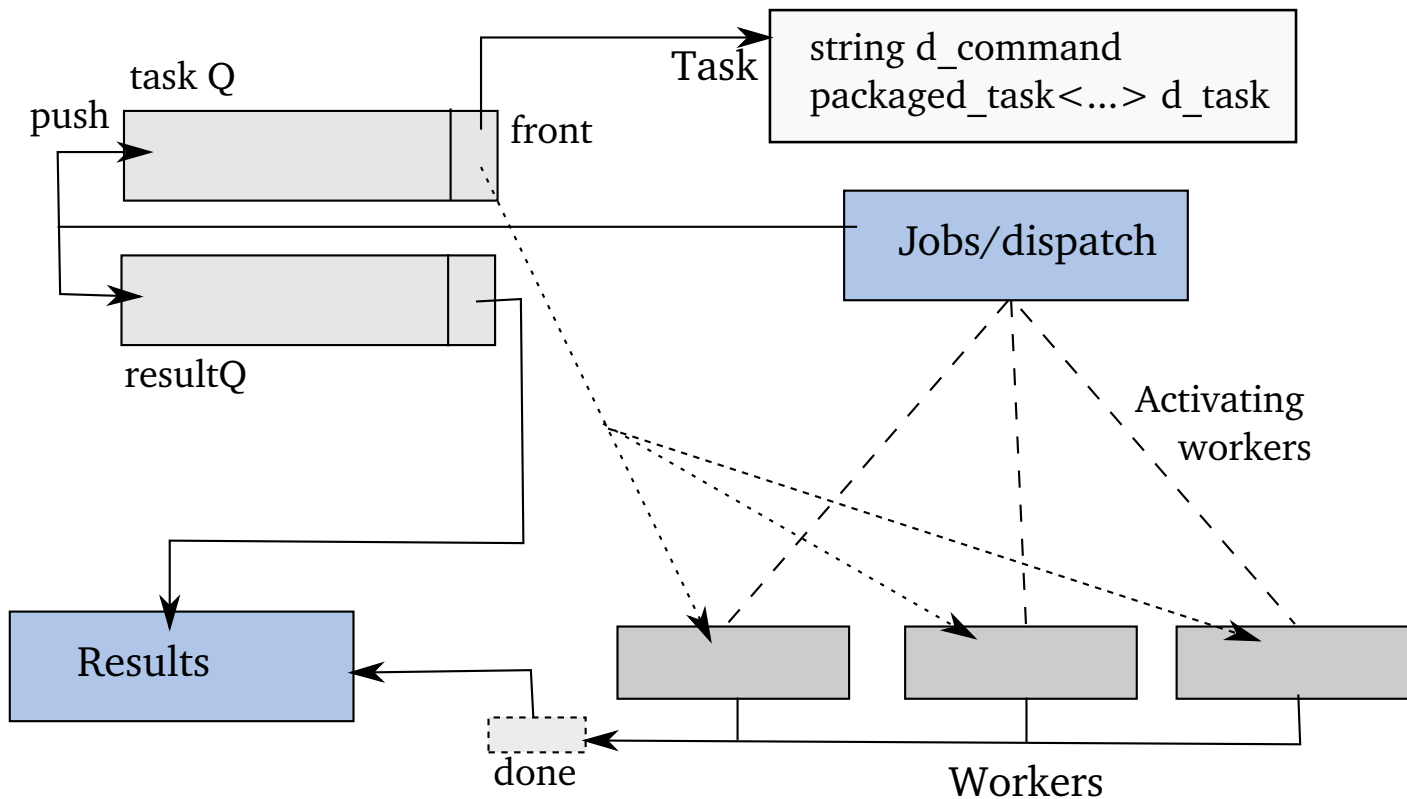 task Q
push
front
Task
string d_command
packaged_task<...> d_task
Jobs/dispatch
resultQ
Activating
workers
Results
done
Workers